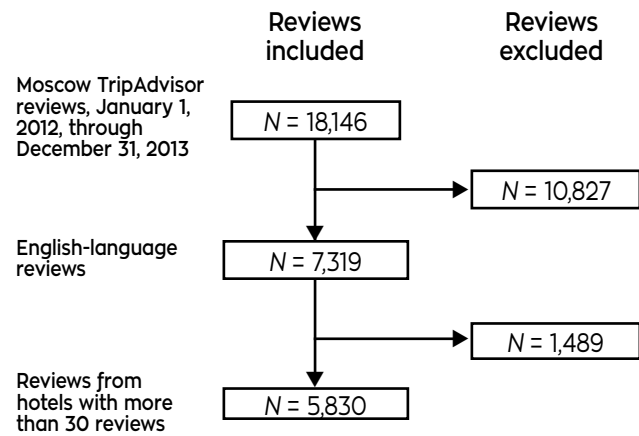 Reviews
included
Reviews
excluded
Moscow TripAdvisor
reviews, January 1,
2012, through
December 31, 2013
N = 18,146
N = 10,827
English-language
reviews
N = 7,319
N = 1,489
Reviews from
hotels with more
than 30 reviews
N = 5,830